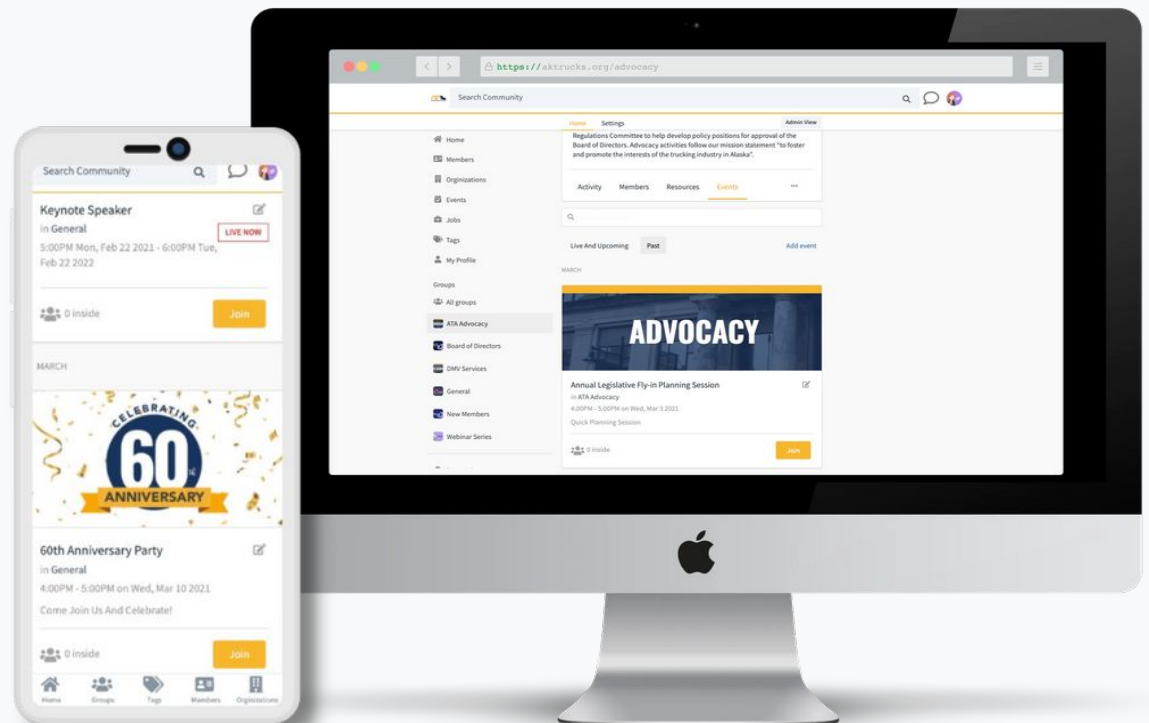 Search Community
Keynote Speaker
in General
LIVE NOW
5:00PM Mon, Feb 22 2021 - 6:00PM Tue,
Feb 22 2022
0 inside
Join
MARCH
CELEBRATING
60
ANNIVERSARY
60th Anniversary Party
in General
4:00PM - 5:00PM on Wed, Mar 10 2021
Come Join Us And Celebrate!
0 inside
Join
Home Groups Tags Members Orginizations
https://aktrucks.org/advocacy
Search Community
Home Settings Admin View
Home
Members
Orginizations
Events
Jobs
Tags
My Profile
Groups
All groups
ATA Advocacy
Board of Directors
DMV Services
General
New Members
Webinar Series
Regulations Committee to help develop policy positions for approval of the
Board of Directors. Advocacy activities follow our mission statement "to foster
and promote the interests of the trucking industry in Alaska".
Activity Members Resources Events ...
Live And Upcoming Past Add event
MARCH
ADVOCACY
Annual Legislative Fly-in Planning Session
in ATA Advocacy
4:00PM - 5:00PM on Wed, Mar 3 2021
Quick Planning Session
0 inside
Join